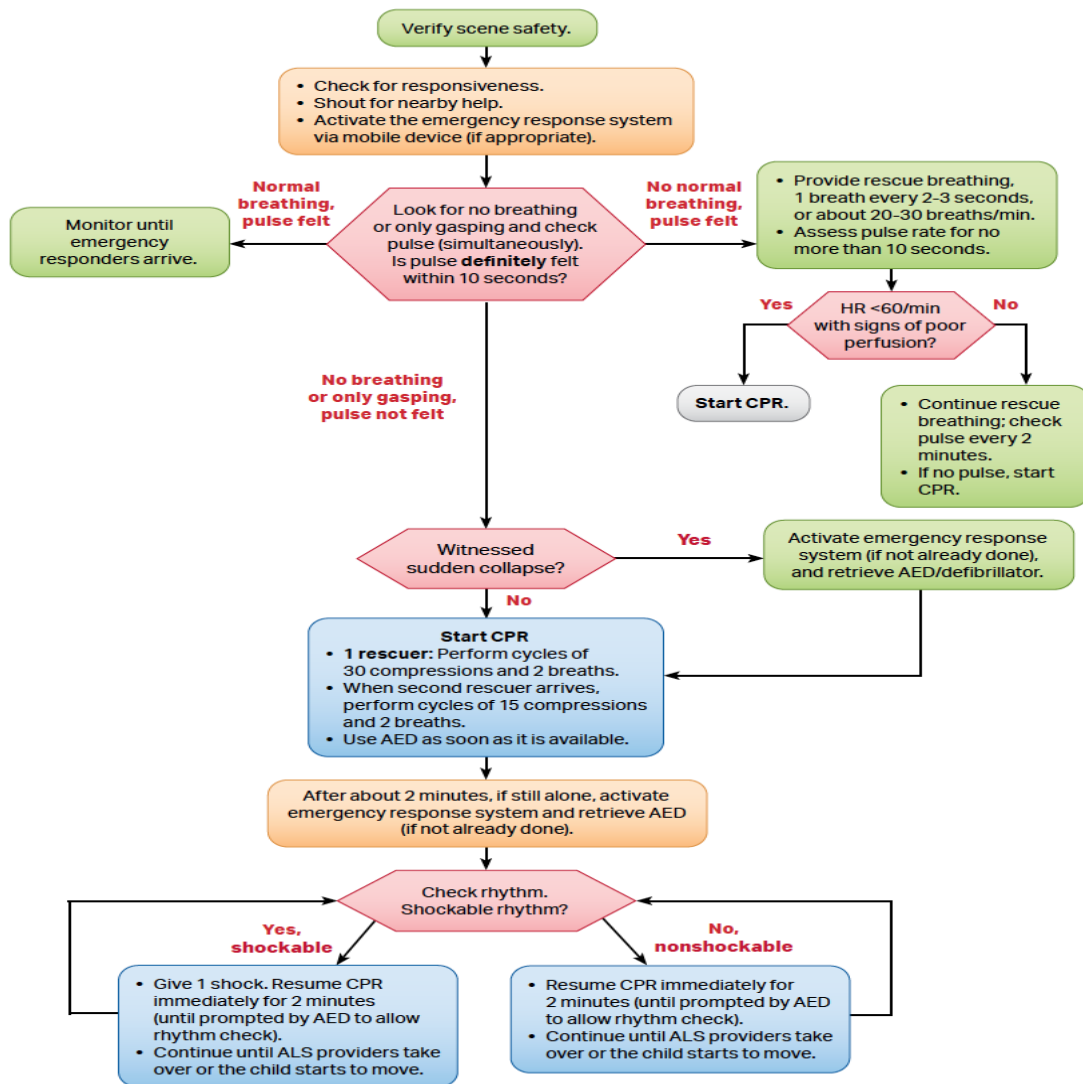 Verify scene safety.
• Check for responsiveness.
• Shout for nearby help.
• Activate the emergency response system
via mobile device (if appropriate).
Normal
breathing,
pulse felt
No normal
breathing,
pulse felt
Monitor until
emergency
responders arrive.
Look for no breathing
or only gasping and check
pulse (simultaneously).
Is pulse definitely felt
within 10 seconds?
• Provide rescue breathing,
1 breath every 2-3 seconds,
or about 20-30 breaths/min.
• Assess pulse rate for no
more than 10 seconds.
Yes
HR <60/min
with signs of poor
perfusion?
No
Start CPR.
• Continue rescue
breathing; check
pulse every 2
minutes.
• If no pulse, start
CPR.
No breathing
or only gasping,
pulse not felt
Witnessed
sudden collapse?
Yes
Activate emergency response
system (if not already done),
and retrieve AED/defibrillator.
No
Start CPR
• 1 rescuer: Perform cycles of
30 compressions and 2 breaths.
• When second rescuer arrives,
perform cycles of 15 compressions
and 2 breaths.
• Use AED as soon as it is available.
After about 2 minutes, if still alone, activate
emergency response system and retrieve AED
(if not already done).
Check rhythm.
Shockable rhythm?
Yes,
shockable
No,
nonshockable
• Give 1 shock. Resume CPR
immediately for 2 minutes
(until prompted by AED to allow
rhythm check).
• Continue until ALS providers take
over or the child starts to move.
• Resume CPR immediately for
2 minutes (until prompted by AED
to allow rhythm check).
• Continue until ALS providers take
over or the child starts to move.